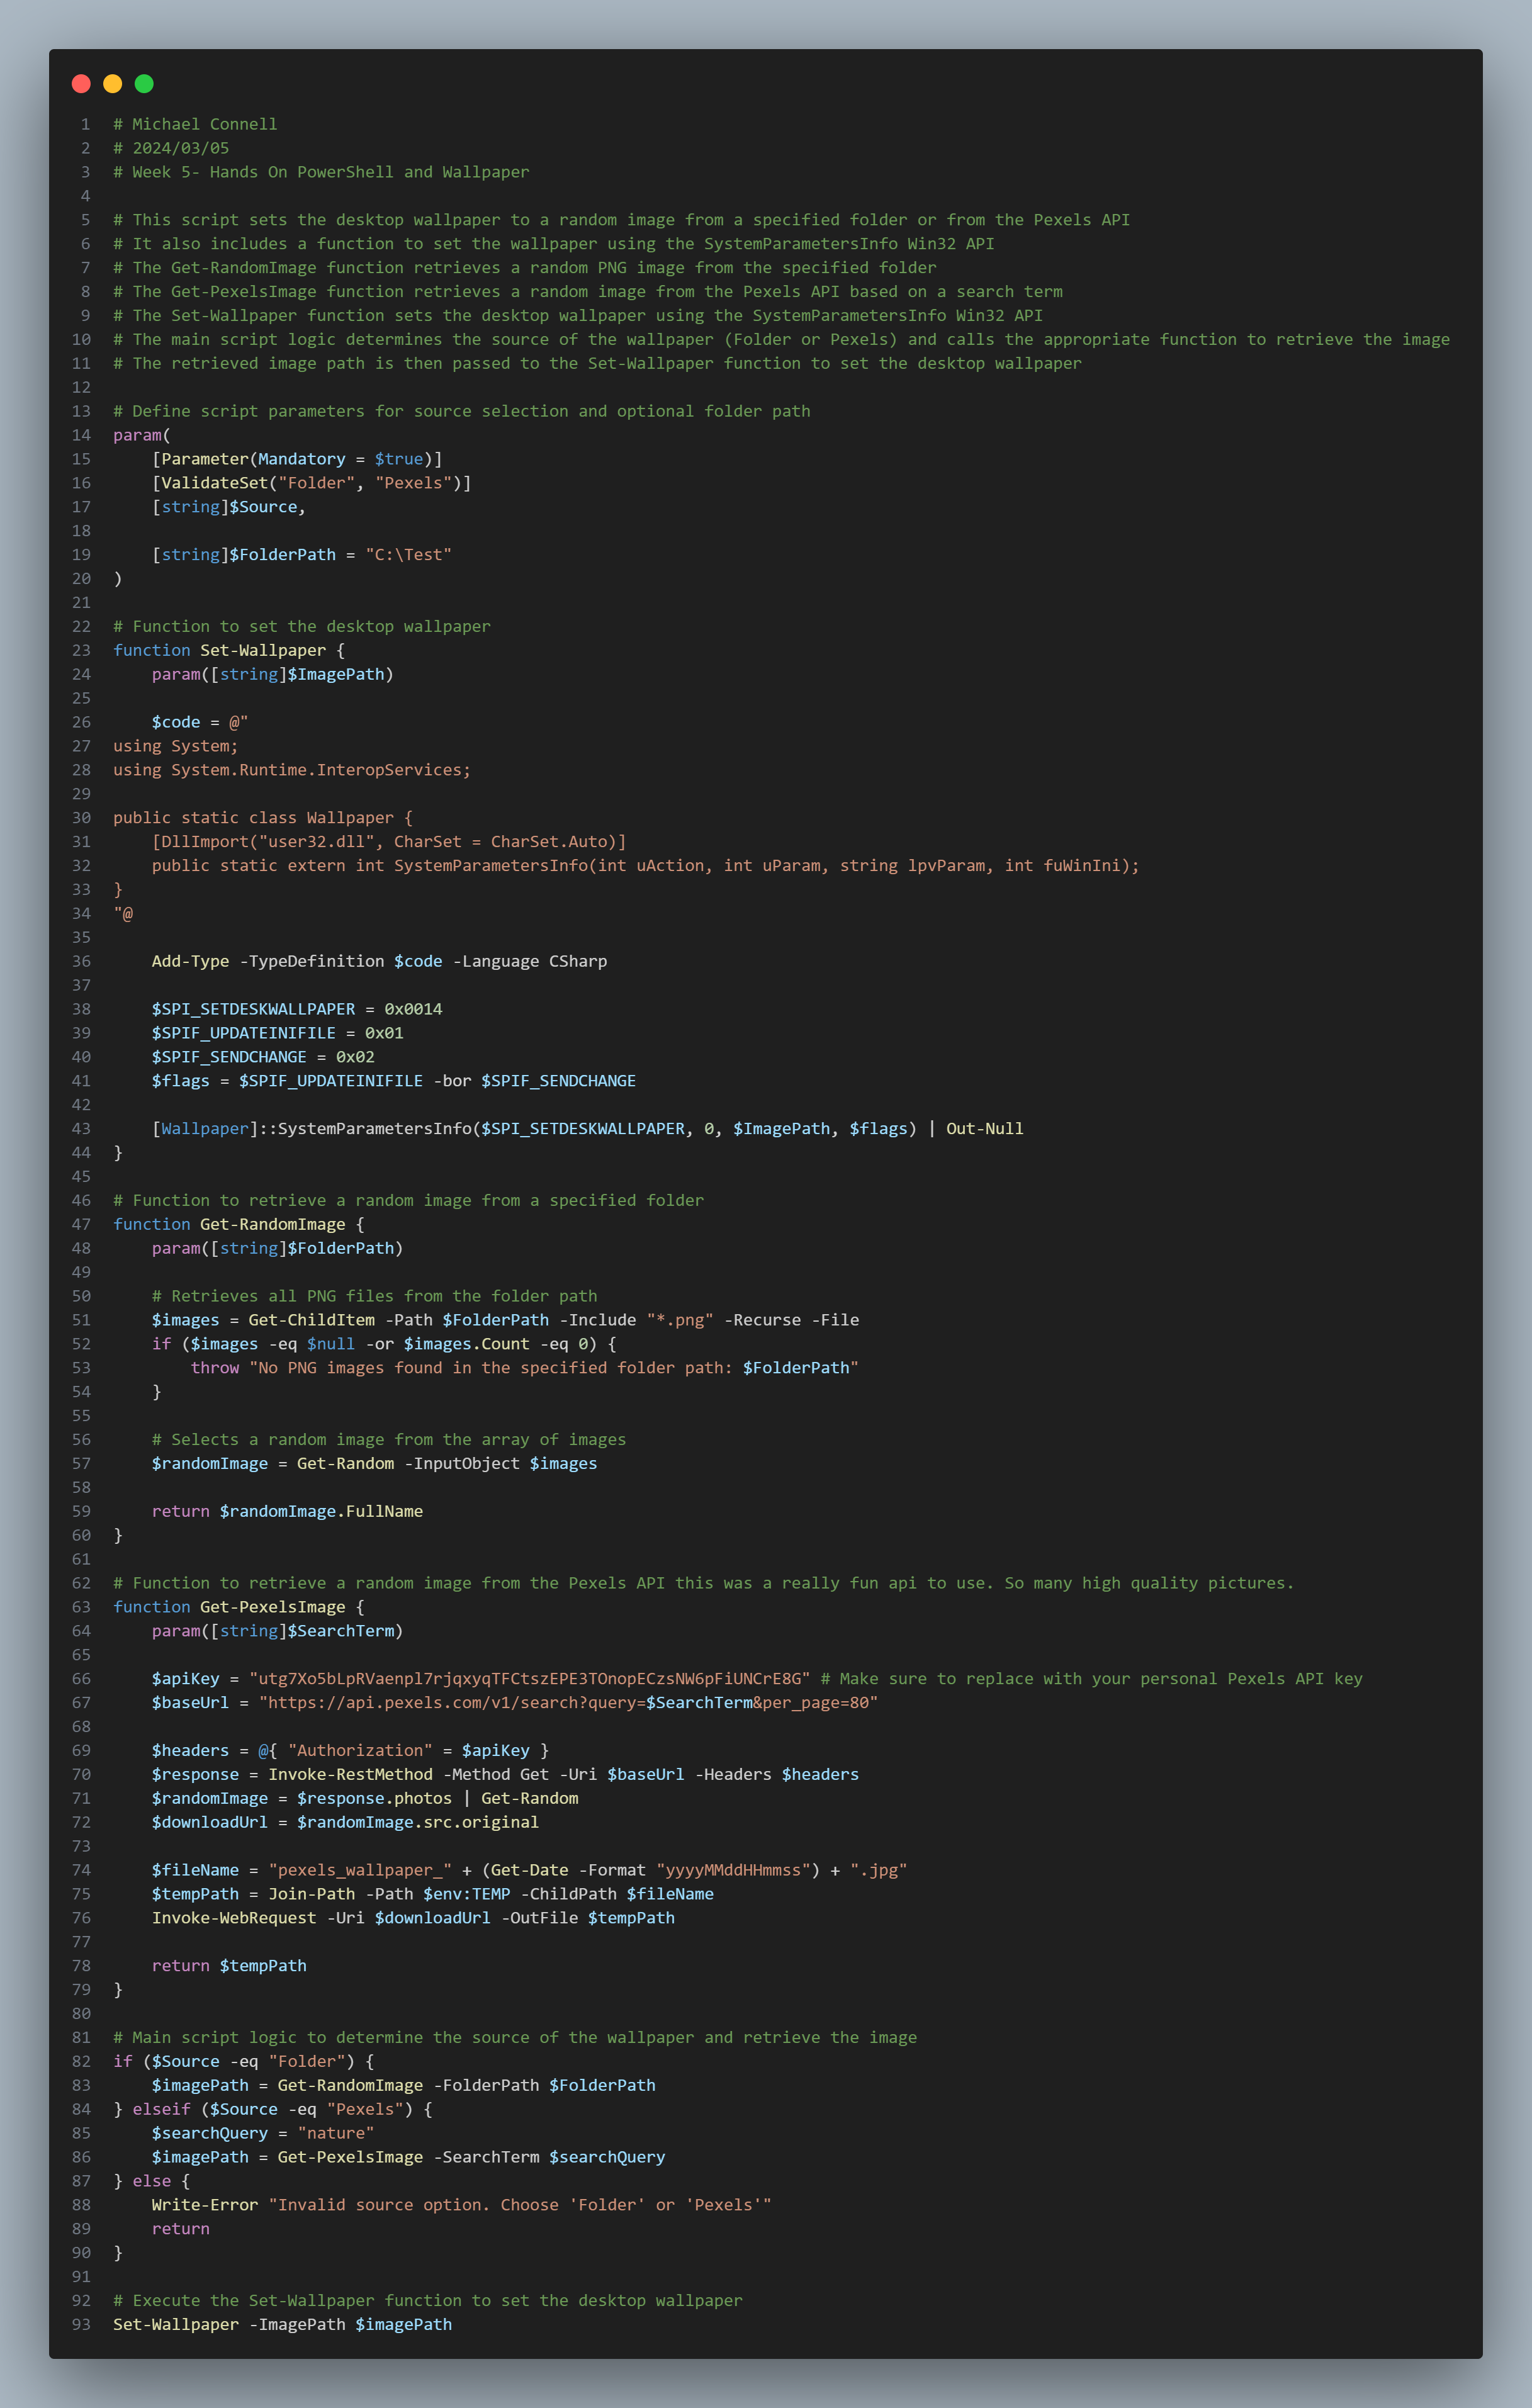 1 # Michael Connell
2 # 2024/03/05
3 # Week 5- Hands On PowerShell and Wallpaper
4
5 # This script sets the desktop wallpaper to a random image from a specified folder or from the Pexels API
6 # It also includes a function to set the wallpaper using the SystemParametersInfo Win32 API
7 # The Get-RandomImage function retrieves a random PNG image from the specified folder
8 # The Get-PexelsImage function retrieves a random image from the Pexels API based on a search term
9 # The Set-Wallpaper function sets the desktop wallpaper using the SystemParametersInfo Win32 API
10 # The main script logic determines the source of the wallpaper (Folder or Pexels) and calls the appropriate function to retrieve the image
11 # The retrieved image path is then passed to the Set-Wallpaper function to set the desktop wallpaper
12
13 # Define script parameters for source selection and optional folder path
14 param(
15     [Parameter(Mandatory = $true)]
16     [ValidateSet("Folder", "Pexels")]
17     [string]$Source,
18
19     [string]$FolderPath = "C:\Test"
20 )
21
22 # Function to set the desktop wallpaper
23 function Set-Wallpaper {
24     param([string]$ImagePath)
25
26     $code = @"
27 using System;
28 using System.Runtime.InteropServices;
29
30 public static class Wallpaper {
31     [DllImport("user32.dll", CharSet = CharSet.Auto)]
32     public static extern int SystemParametersInfo(int uAction, int uParam, string lpvParam, int fuWinIni);
33 }
34 "@
35
36     Add-Type -TypeDefinition $code -Language CSharp
37
38     $SPI_SETDESKWALLPAPER = 0x0014
39     $SPIF_UPDATEINIFILE = 0x01
40     $SPIF_SENDCHANGE = 0x02
41     $flags = $SPIF_UPDATEINIFILE -bor $SPIF_SENDCHANGE
42
43     [Wallpaper]::SystemParametersInfo($SPI_SETDESKWALLPAPER, 0, $ImagePath, $flags) | Out-Null
44 }
45
46 # Function to retrieve a random image from a specified folder
47 function Get-RandomImage {
48     param([string]$FolderPath)
49
50     # Retrieves all PNG files from the folder path
51     $images = Get-ChildItem -Path $FolderPath -Include "*.png" -Recurse -File
52     if ($images -eq $null -or $images.Count -eq 0) {
53         throw "No PNG images found in the specified folder path: $FolderPath"
54     }
55
56     # Selects a random image from the array of images
57     $randomImage = Get-Random -InputObject $images
58
59     return $randomImage.FullName
60 }
61
62 # Function to retrieve a random image from the Pexels API this was a really fun api to use. So many high quality pictures.
63 function Get-PexelsImage {
64     param([string]$SearchTerm)
65
66     $apiKey = "utg7Xo5bLpRVaenpl7rjqxyqTFCtszEPE3TOnopECzsNW6pFiUNCrE8G" # Make sure to replace with your personal Pexels API key
67     $baseUrl = "https://api.pexels.com/v1/search?query=$SearchTerm&per_page=80"
68
69     $headers = @{ "Authorization" = $apiKey }
70     $response = Invoke-RestMethod -Method Get -Uri $baseUrl -Headers $headers
71     $randomImage = $response.photos | Get-Random
72     $downloadUrl = $randomImage.src.original
73
74     $fileName = "pexels_wallpaper_" + (Get-Date -Format "yyyyMMddHHmmss") + ".jpg"
75     $tempPath = Join-Path -Path $env:TEMP -ChildPath $fileName
76     Invoke-WebRequest -Uri $downloadUrl -OutFile $tempPath
77
78     return $tempPath
79 }
80
81 # Main script logic to determine the source of the wallpaper and retrieve the image
82 if ($Source -eq "Folder") {
83     $imagePath = Get-RandomImage -FolderPath $FolderPath
84 } elseif ($Source -eq "Pexels") {
85     $searchQuery = "nature"
86     $imagePath = Get-PexelsImage -SearchTerm $searchQuery
87 } else {
88     Write-Error "Invalid source option. Choose 'Folder' or 'Pexels'"
89     return
90 }
91
92 # Execute the Set-Wallpaper function to set the desktop wallpaper
93 Set-Wallpaper -ImagePath $imagePath